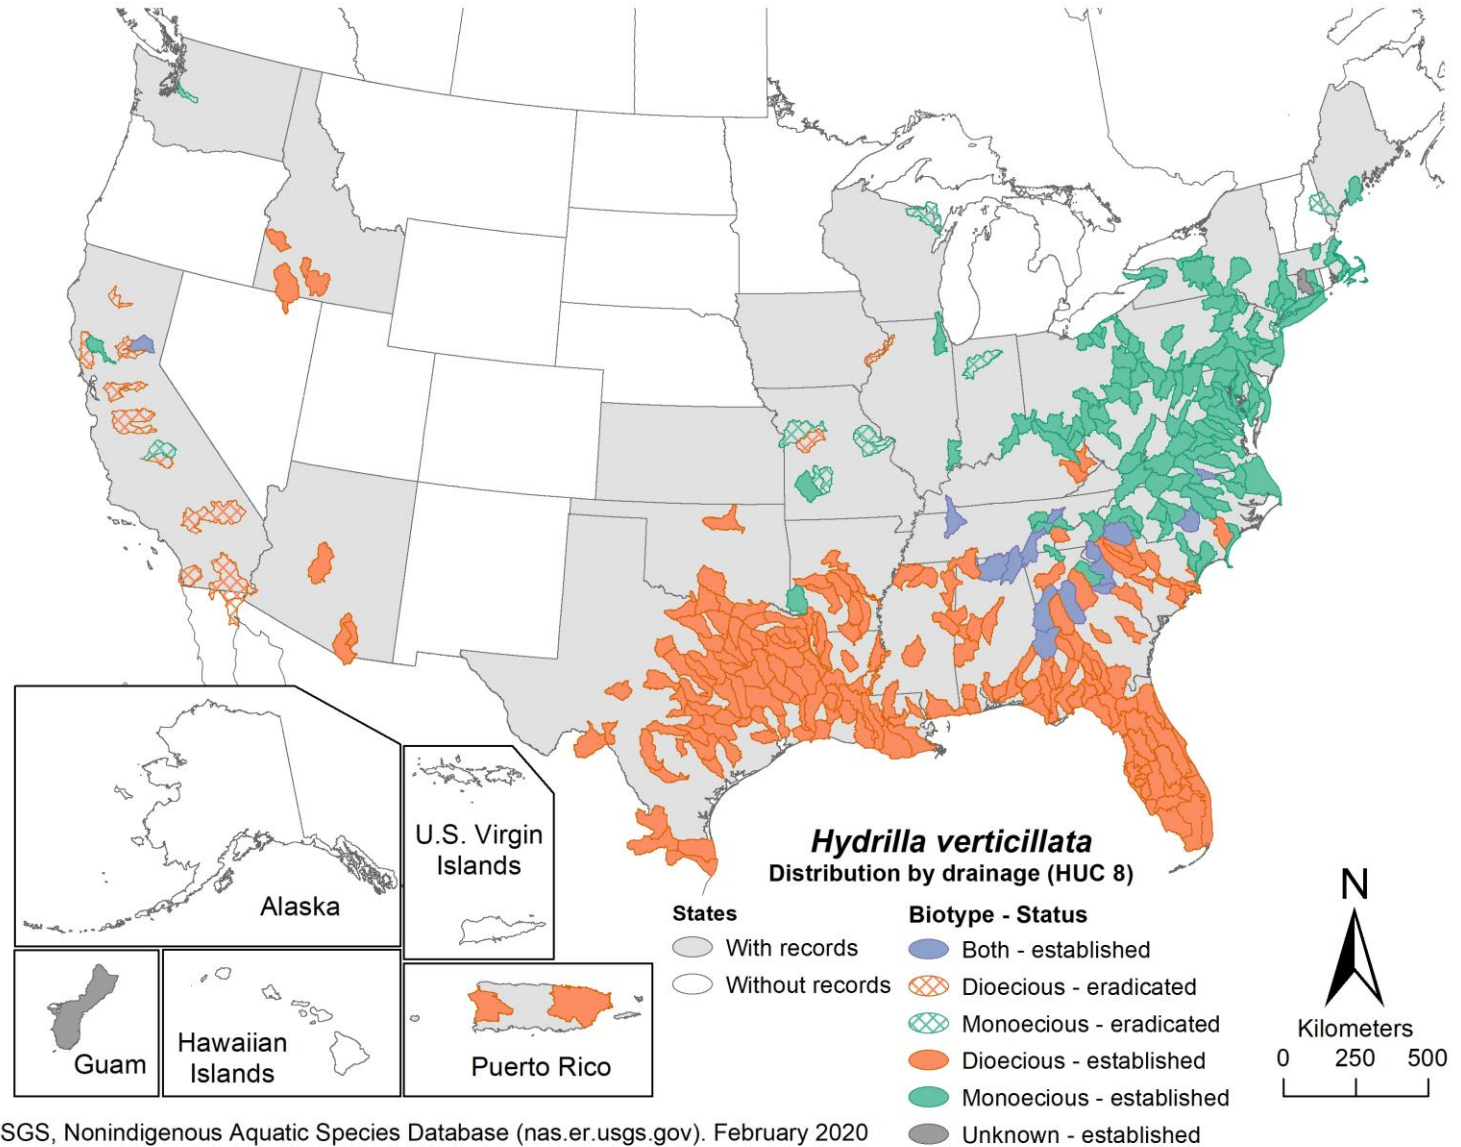 Alaska
U.S. Virgin
Islands
Guam
Hawaiian
Islands
Puerto Rico
Hydrilla verticillata
Distribution by drainage (HUC 8)
States
With records
Without records
Biotype - Status
Both - established
Dioecious - eradicated
Monoecious - eradicated
Dioecious - established
Monoecious - established
Unknown - established
N
Kilometers
0 250 500
SGS, Nonindigenous Aquatic Species Database (nas.er.usgs.gov). February 2020